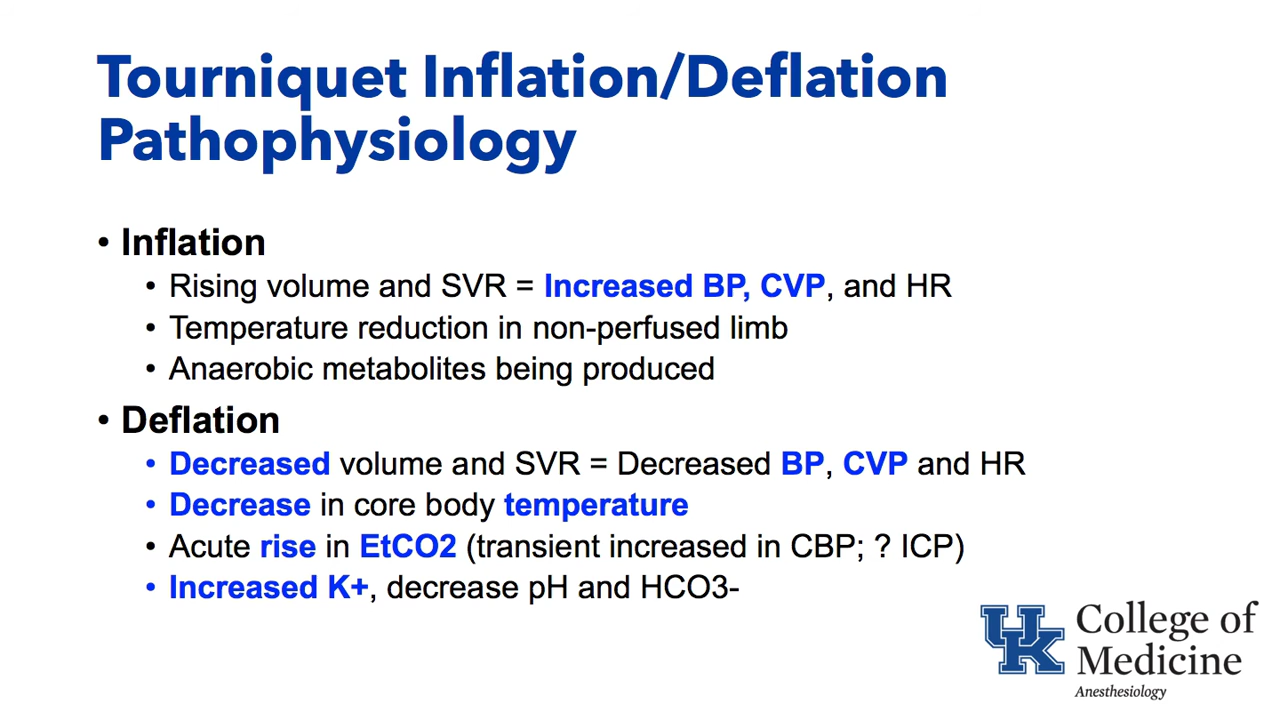 Tourniquet Inflation/Deflation
Pathophysiology
• Inflation
• Rising volume and SVR = Increased BP, CVP, and HR
• Temperature reduction in non-perfused limb
• Anaerobic metabolites being produced
• Deflation
• Decreased volume and SVR = Decreased BP, CVP and HR
• Decrease in core body temperature
• Acute rise in EtCO2 (transient increased in CBP; ? ICP)
• Increased K+, decrease pH and HCO3-
UK College of
Medicine
Anesthesiology